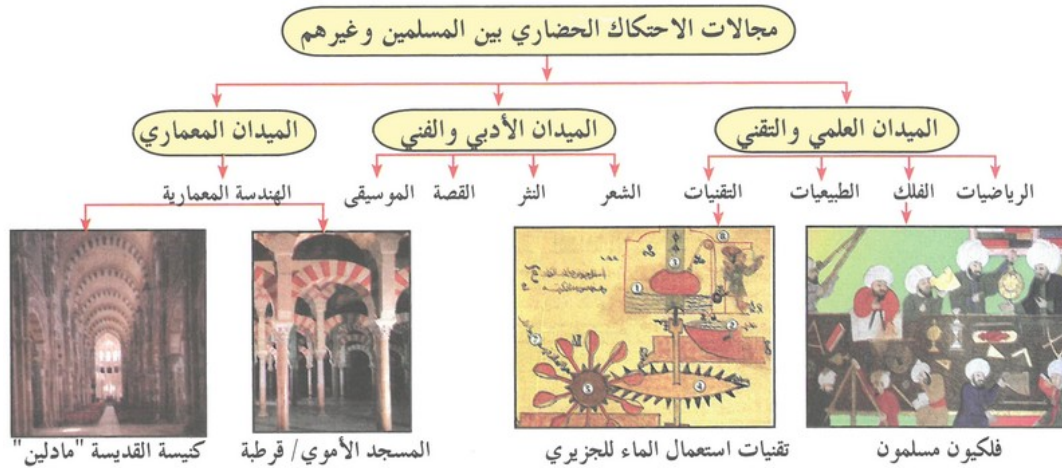 مجالات الاحتكاك الحضاري بين المسلمين وغيرهم
الميدان العلمي والتقني
الميدان الأدبي والفني
الميدان المعماري
الرياضيات
الفلك
الطبيعيات
التقنيات
الشعر
النثر
القصة
الموسيقى
الهندسة المعمارية
فلكيون مسلمون
تقنيات استعمال الماء للجزيري
المسجد الأموي/ قرطبة
كنيسة القديسة "مادلين"